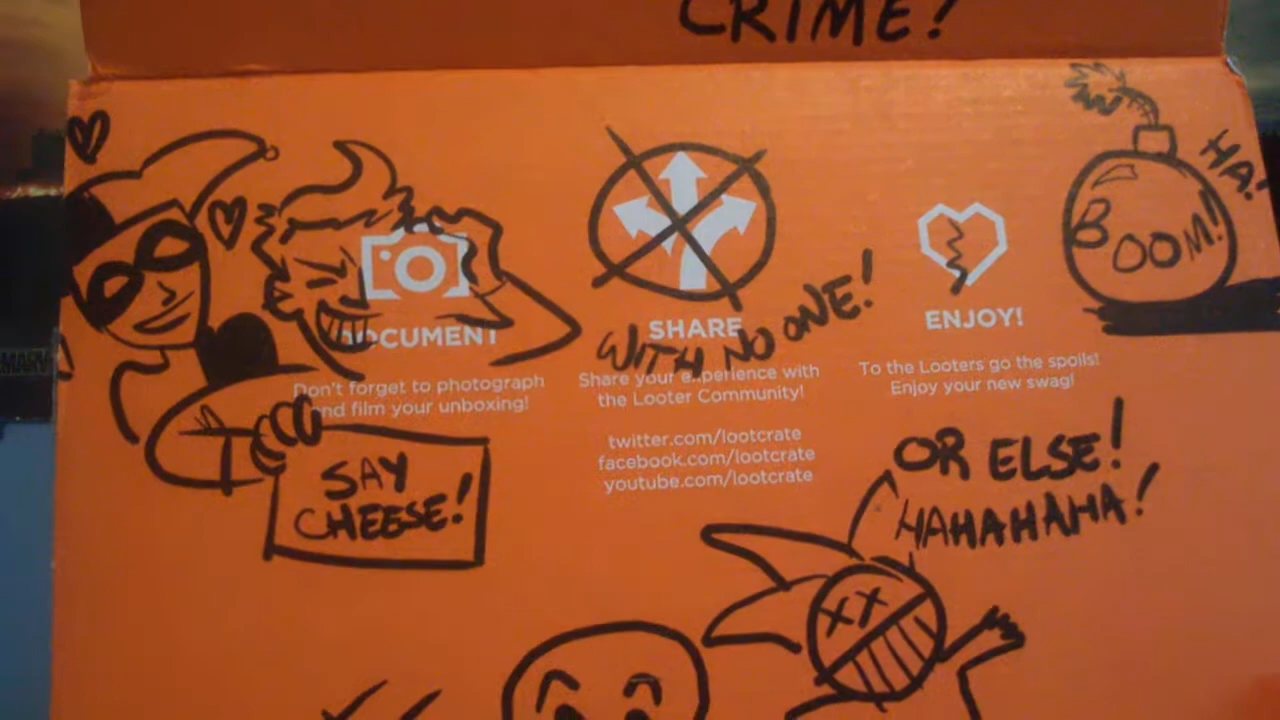 CRIME?
HA!
BOOM!
DOCUMENT
Don't forget to photograph
and film your unboxing!
SAY
CHEESE!
SHARE
WITH NO ONE!
Share your experience with
the Looter Community!
twitter.com/lootcrate
facebook.com/lootcrate
youtube.com/lootcrate
ENJOY!
To the Looters go the spoils!
Enjoy your new swag!
OR ELSE!
HAHAHAHA!
MARV